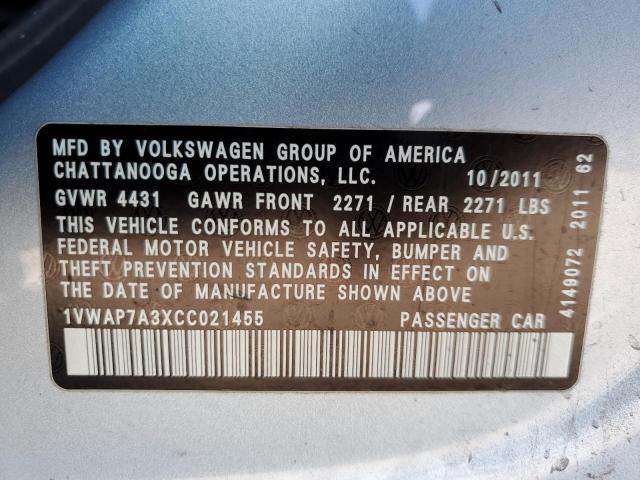 MFD BY VOLKSWAGEN GROUP OF AMERICA
CHATTANOOGA OPERATIONS, LLC. 10/2011
GVWR 4431 GAWR FRONT 2271 / REAR 2271 LBS
THIS VEHICLE CONFORMS TO ALL APPLICABLE U.S.
FEDERAL MOTOR VEHICLE SAFETY, BUMPER AND
THEFT PREVENTION STANDARDS IN EFFECT ON
THE DATE OF MANUFACTURE SHOWN ABOVE
1VWAP7A3XCC021455 PASSENGER CAR
4149072 2011 62